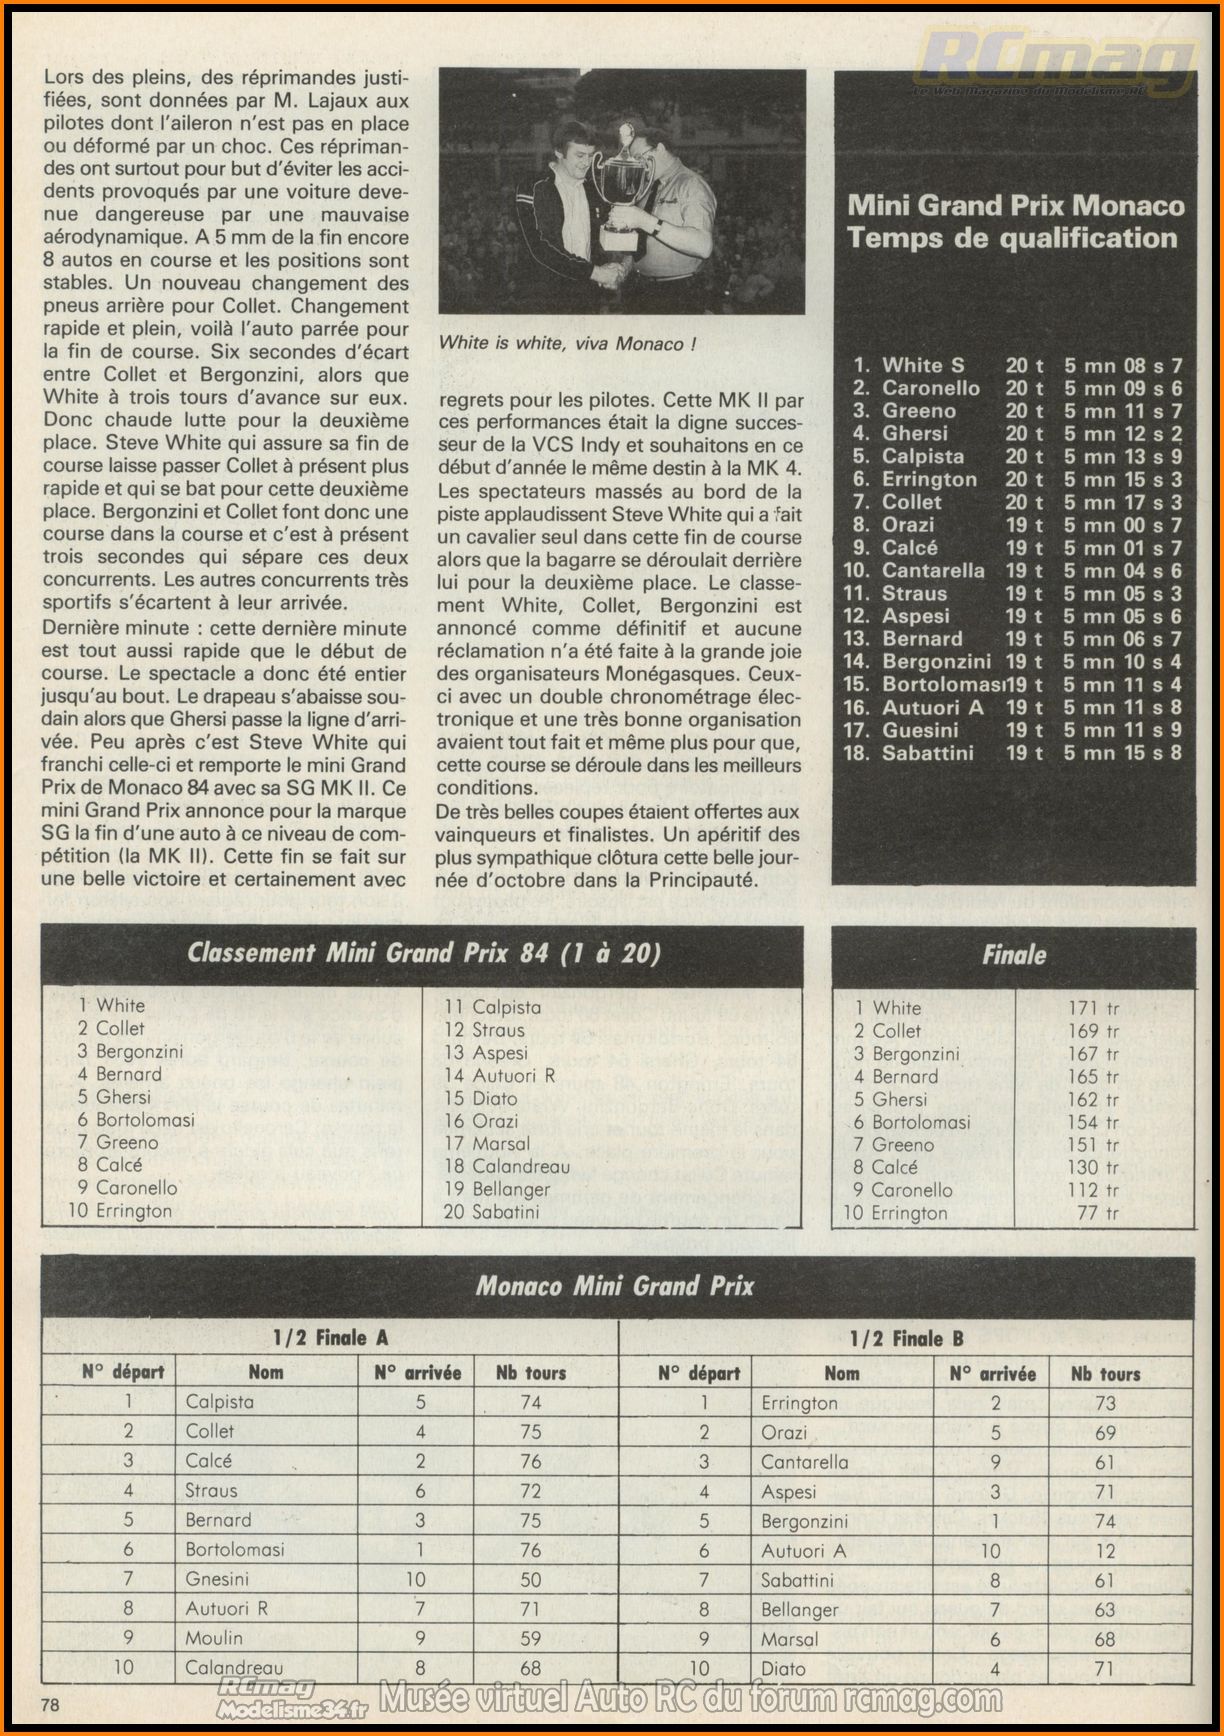 RCmag
Le Web Magazine du Modélisme RC
Lors des pleins, des réprimandes justi-
fiées, sont données par M. Lajaux aux
pilotes dont l'aileron n'est pas en place
ou déformé par un choc. Ces répriman-
des ont surtout pour but d'éviter les acci-
dents provoqués par une voiture deve-
nue dangereuse par une mauvaise
aérodynamique. A 5 mm de la fin encore
8 autos en course et les positions sont
stables. Un nouveau changement des
pneus arrière pour Collet. Changement
rapide et plein, voilà l'auto parrée pour
la fin de course. Six secondes d'écart
entre Collet et Bergonzini, alors que
White à trois tours d'avance sur eux.
Donc chaude lutte pour la deuxième
place. Steve White qui assure sa fin de
course laisse passer Collet à présent plus
rapide et qui se bat pour cette deuxième
place. Bergonzini et Collet font donc une
course dans la course et c'est à présent
trois secondes qui sépare ces deux
concurrents. Les autres concurrents très
sportifs s'écartent à leur arrivée.
Dernière minute : cette dernière minute
est tout aussi rapide que le début de
course. Le spectacle a donc été entier
jusqu'au bout. Le drapeau s'abaisse sou-
dain alors que Ghersi passe la ligne d'arri-
vée. Peu après c'est Steve White qui
franchi celle-ci et remporte le mini Grand
Prix de Monaco 84 avec sa SG MK II. Ce
mini Grand Prix annonce pour la marque
SG la fin d'une auto à ce niveau de com-
pétition (la MK II). Cette fin se fait sur
une belle victoire et certainement avec
White is white, viva Monaco !
regrets pour les pilotes. Cette MK II par
ces performances était la digne succes-
seur de la VCS Indy et souhaitons en ce
début d'année le même destin à la MK 4.
Les spectateurs massés au bord de la
piste applaudissent Steve White qui a fait
un cavalier seul dans cette fin de course
alors que la bagarre se déroulait derrière
lui pour la deuxième place. Le classe-
ment White, Collet, Bergonzini est
annoncé comme définitif et aucune
réclamation n'a été faite à la grande joie
des organisateurs Monégasques. Ceux-
ci avec un double chronométrage élec-
tronique et une très bonne organisation
avaient tout fait et même plus pour que,
cette course se déroule dans les meilleurs
conditions.
De très belles coupes étaient offertes aux
vainqueurs et finalistes. Un apéritif des
plus sympathique clôtura cette belle jour-
née d'octobre dans la Principauté.
Mini Grand Prix Monaco
Temps de qualification
1. White S 20 t 5 mn 08 s 7
2. Caronello 20 t 5 mn 09 s 6
3. Greeno 20 t 5 mn 11 s 7
4. Ghersi 20 t 5 mn 12 s 2
5. Calpista 20 t 5 mn 13 s 9
6. Errington 20 t 5 mn 15 s 3
7. Collet 20 t 5 mn 17 s 3
8. Orazi 19 t 5 mn 00 s 7
9. Calcé 19 t 5 mn 01 s 7
10. Cantarella 19 t 5 mn 04 s 6
11. Straus 19 t 5 mn 05 s 3
12. Aspesi 19 t 5 mn 05 s 6
13. Bernard 19 t 5 mn 06 s 7
14. Bergonzini 19 t 5 mn 10 s 4
15. Bortolomasi 19 t 5 mn 11 s 4
16. Autuori A 19 t 5 mn 11 s 8
17. Guesini 19 t 5 mn 11 s 9
18. Sabattini 19 t 5 mn 15 s 8
Classement Mini Grand Prix 84 (1 à 20)
1 White
2 Collet
3 Bergonzini
4 Bernard
5 Ghersi
6 Bortolomasi
7 Greeno
8 Calcé
9 Caronello
10 Errington
11 Calpista
12 Straus
13 Aspesi
14 Autuori R
15 Diato
16 Orazi
17 Marsal
18 Calandreau
19 Bellanger
20 Sabatini
Finale
1 White 171 tr
2 Collet 169 tr
3 Bergonzini 167 tr
4 Bernard 165 tr
5 Ghersi 162 tr
6 Bortolomasi 154 tr
7 Greeno 151 tr
8 Calcé 130 tr
9 Caronello 112 tr
10 Errington 77 tr
Monaco Mini Grand Prix
1/2 Finale A
N° départ Nom N° arrivée Nb tours
1 Calpista 5 74
2 Collet 4 75
3 Calcé 2 76
4 Straus 6 72
5 Bernard 3 75
6 Bortolomasi 1 76
7 Gnesini 10 50
8 Autuori R 7 71
9 Moulin 9 59
10 Calandreau 8 68
1/2 Finale B
N° départ Nom N° arrivée Nb tours
1 Errington 2 73
2 Orazi 5 69
3 Cantarella 9 61
4 Aspesi 3 71
5 Bergonzini 1 74
6 Autuori A 10 12
7 Sabattini 8 61
8 Bellanger 7 63
9 Marsal 6 68
10 Diato 4 71
78
RCmag
Modelisme34.fr
Musée virtuel Auto RC du forum rcmag.com